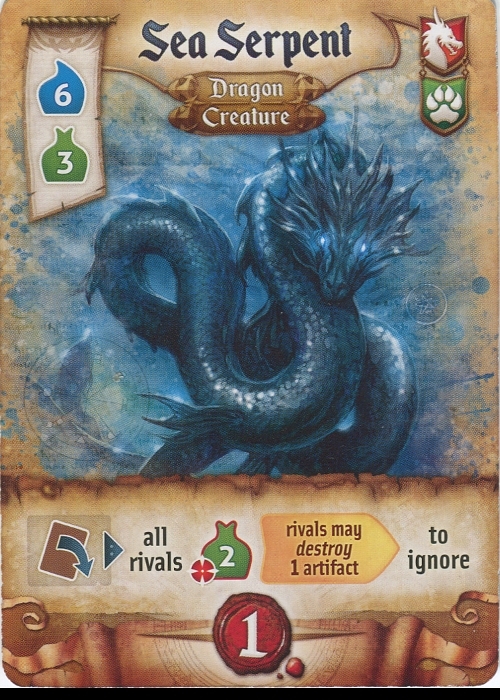 Sea Serpent
Dragon
Creature
6
3
all
rivals
2
rivals may
destroy
1 artifact
to
ignore
1